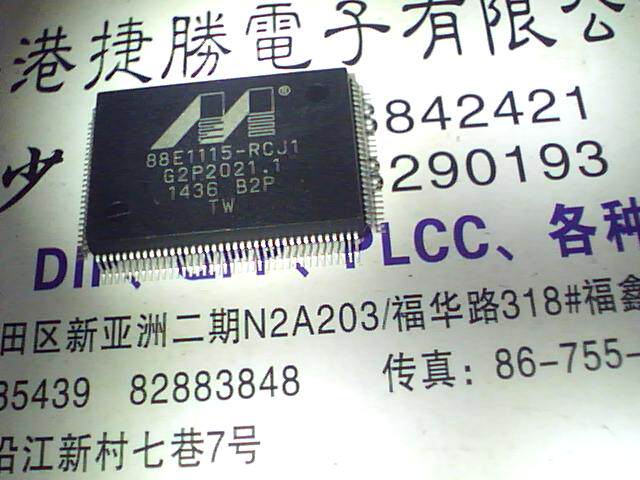 港捷勝電子有限公
842421
290193
少
88E1115-RCJ1
G2P2021.1
1436 B2P
TW
PLCC、各种
田区新亚洲二期N2A203/福华路318#福鑫
35439 82883848 传真: 86-755-
沿江新村七巷7号